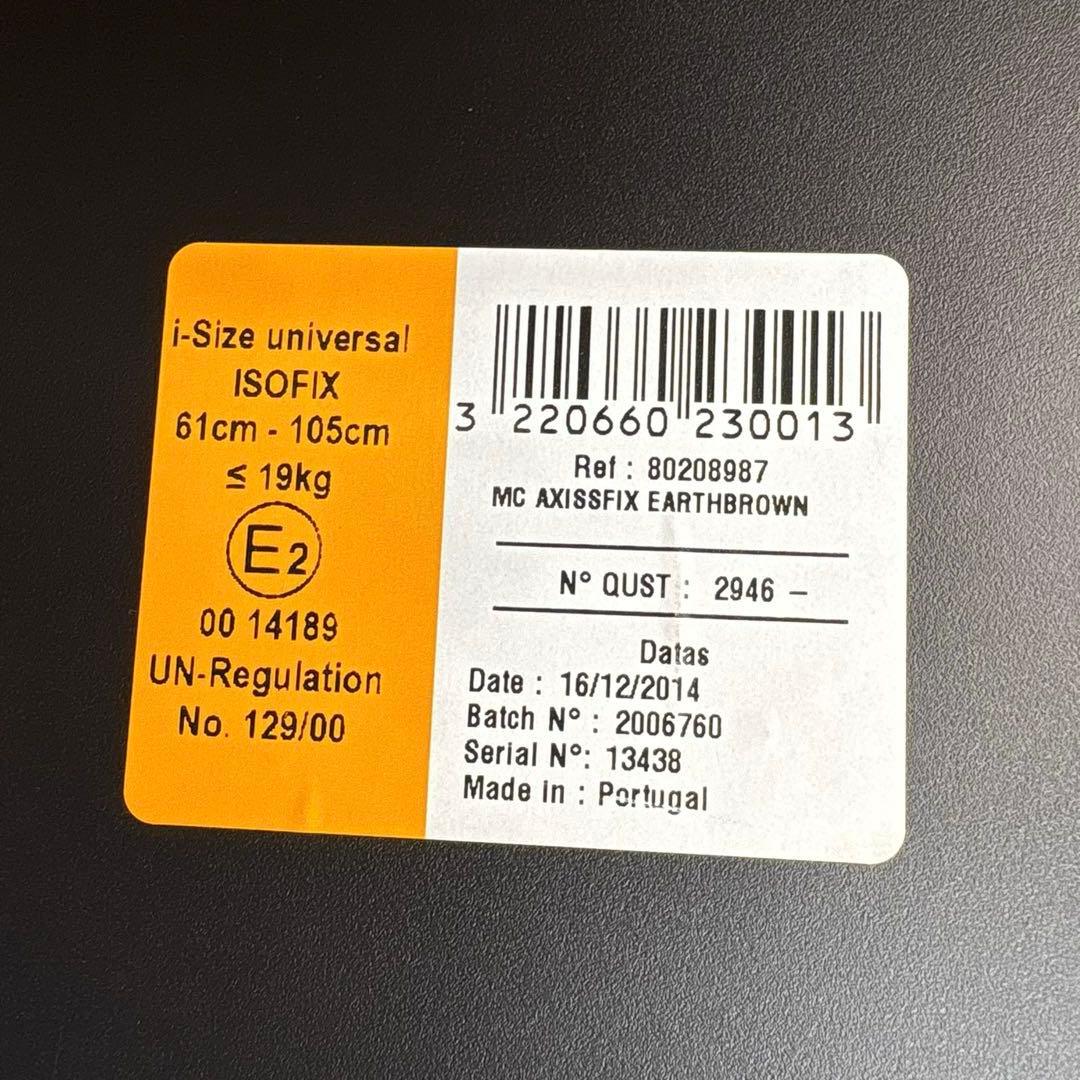 i-Size universal
ISOFIX
61cm - 105cm
≤ 19kg
E2
00 14189
UN-Regulation
No. 129/00
3 220660 230013
Ref : 80208987
MC AXISSFIX EARTHBROWN
N° QUST : 2946 –
Datas
Date : 16/12/2014
Batch N° : 2006760
Serial N°: 13438
Made in : Portugal